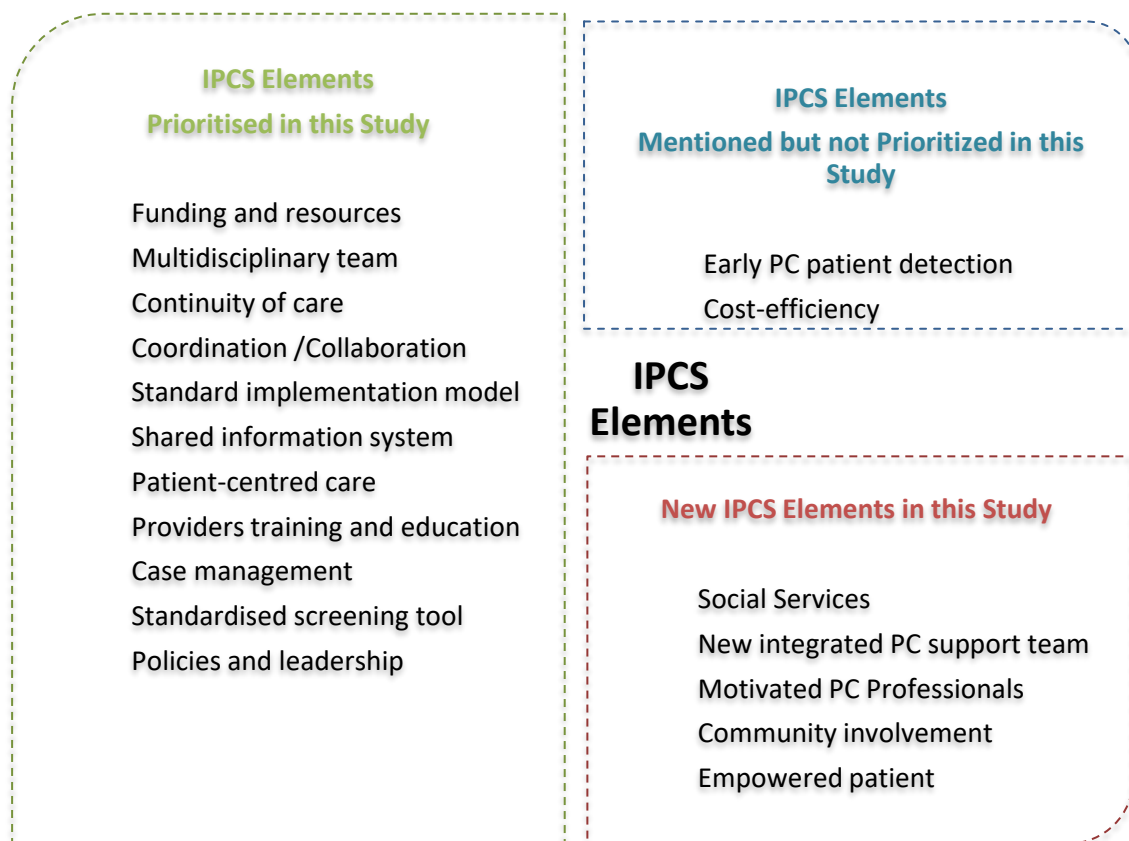 IPCS Elements
Prioritised in this Study
Funding and resources
Multidisciplinary team
Continuity of care
Coordination /Collaboration
Standard implementation model
Shared information system
Patient-centred care
Providers training and education
Case management
Standardised screening tool
Policies and leadership
IPCS Elements
Mentioned but not Prioritized in this
Study
Early PC patient detection
Cost-efficiency
IPCS
Elements
New IPCS Elements in this Study
Social Services
New integrated PC support team
Motivated PC Professionals
Community involvement
Empowered patient